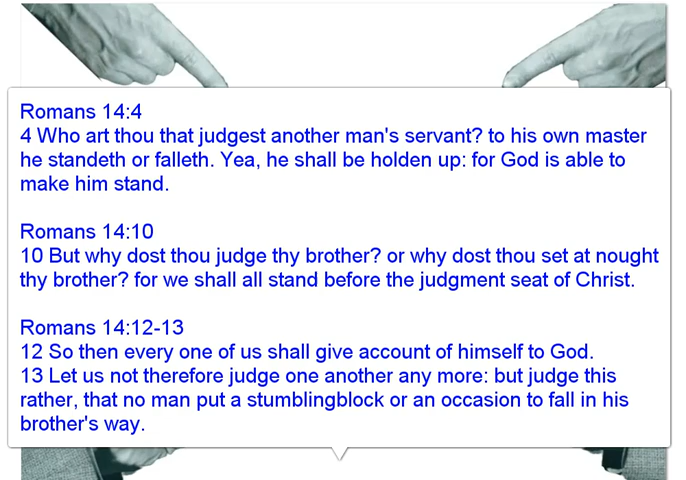 Romans 14:4
4 Who art thou that judgest another man's servant? to his own master
he standeth or falleth. Yea, he shall be holden up: for God is able to
make him stand.
Romans 14:10
10 But why dost thou judge thy brother? or why dost thou set at nought
thy brother? for we shall all stand before the judgment seat of Christ.
Romans 14:12-13
12 So then every one of us shall give account of himself to God.
13 Let us not therefore judge one another any more: but judge this
rather, that no man put a stumblingblock or an occasion to fall in his
brother's way.